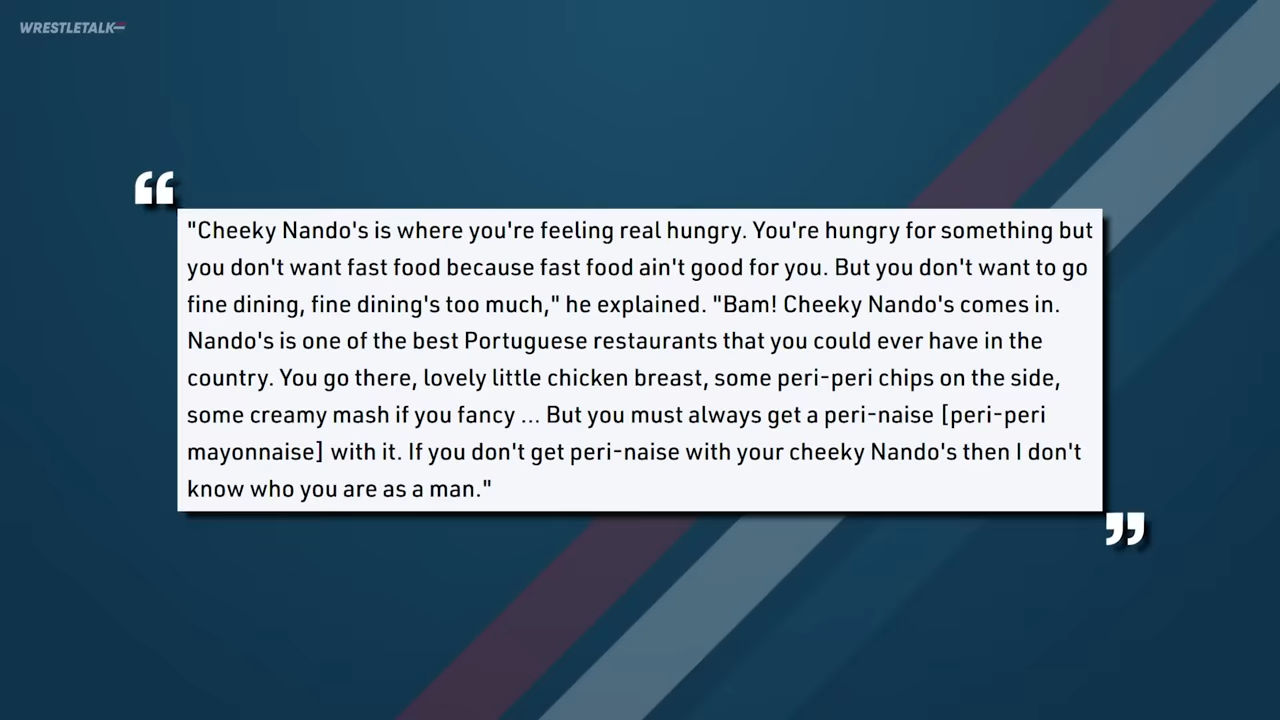 WRESTLETALK
“
"Cheeky Nando's is where you're feeling real hungry. You're hungry for something but
you don't want fast food because fast food ain't good for you. But you don't want to go
fine dining, fine dining's too much," he explained. "Bam! Cheeky Nando's comes in.
Nando's is one of the best Portuguese restaurants that you could ever have in the
country. You go there, lovely little chicken breast, some peri-peri chips on the side,
some creamy mash if you fancy ... But you must always get a peri-naise [peri-peri
mayonnaise] with it. If you don't get peri-naise with your cheeky Nando's then I don't
know who you are as a man."
”